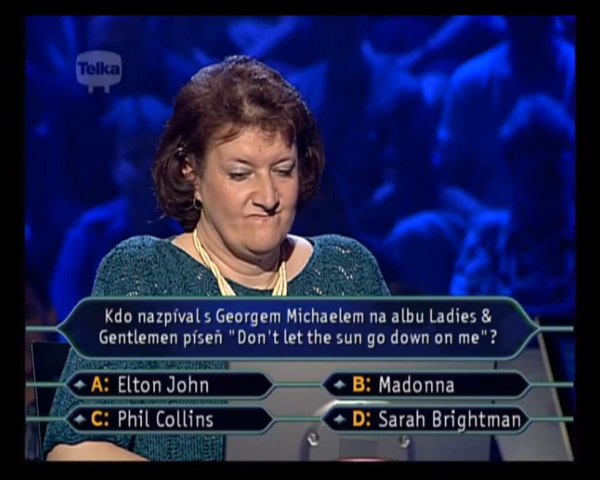 Telka
Kdo nazpíval s Georgem Michaelem na albu Ladies &
Gentlemen píseň "Don't let the sun go down on me"?
A: Elton John
B: Madonna
C: Phil Collins
D: Sarah Brightman